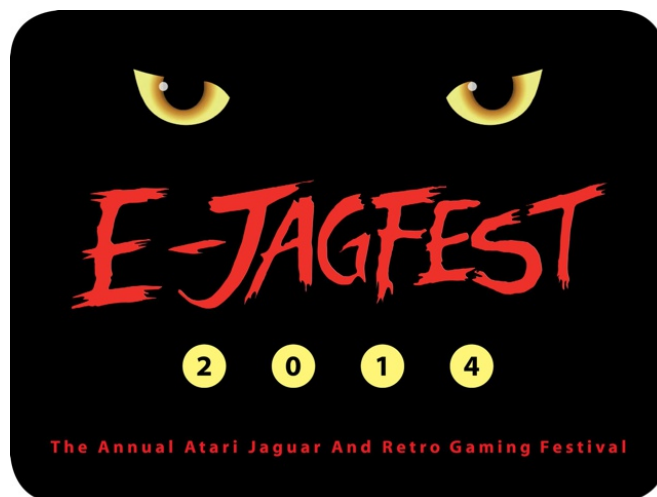 E-JAGFEST
2 0 1 4
The Annual Atari Jaguar And Retro Gaming Festival